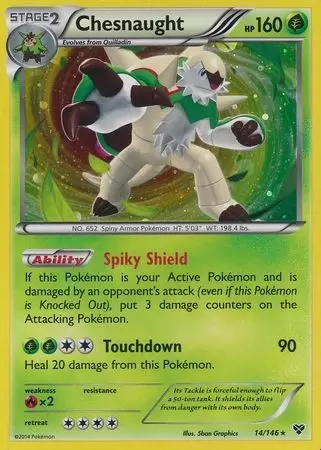 STAGE2
Chesnaught
HP160
Evolves from Quilladin
NO. 652 Spiny Armor Pokémon HT: 5'03" WT: 198.4 lbs.
Ability Spiky Shield
If this Pokémon is your Active Pokémon and is
damaged by an opponent's attack (even if this Pokémon
is Knocked Out), put 3 damage counters on
the Attacking Pokémon.
Touchdown 90
Heal 20 damage from this Pokémon.
weakness resistance
×2
retreat
Its Tackle is forceful enough to flip
a 50-ton tank. It shields its allies
from danger with its own body.
Illus. 5ban Graphics 14/146
©2014 Pokémon